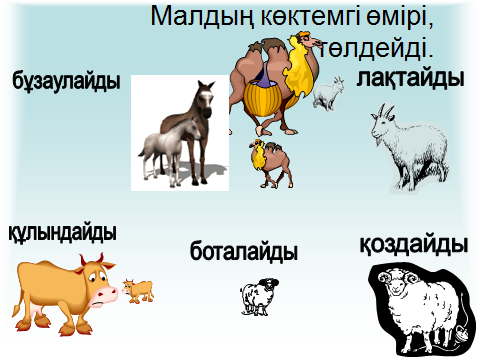 Малдың көктемгі өмірі,
төлдейді.
бұзаулайды
лақтайды
құлындайды
боталайды
қоздайды